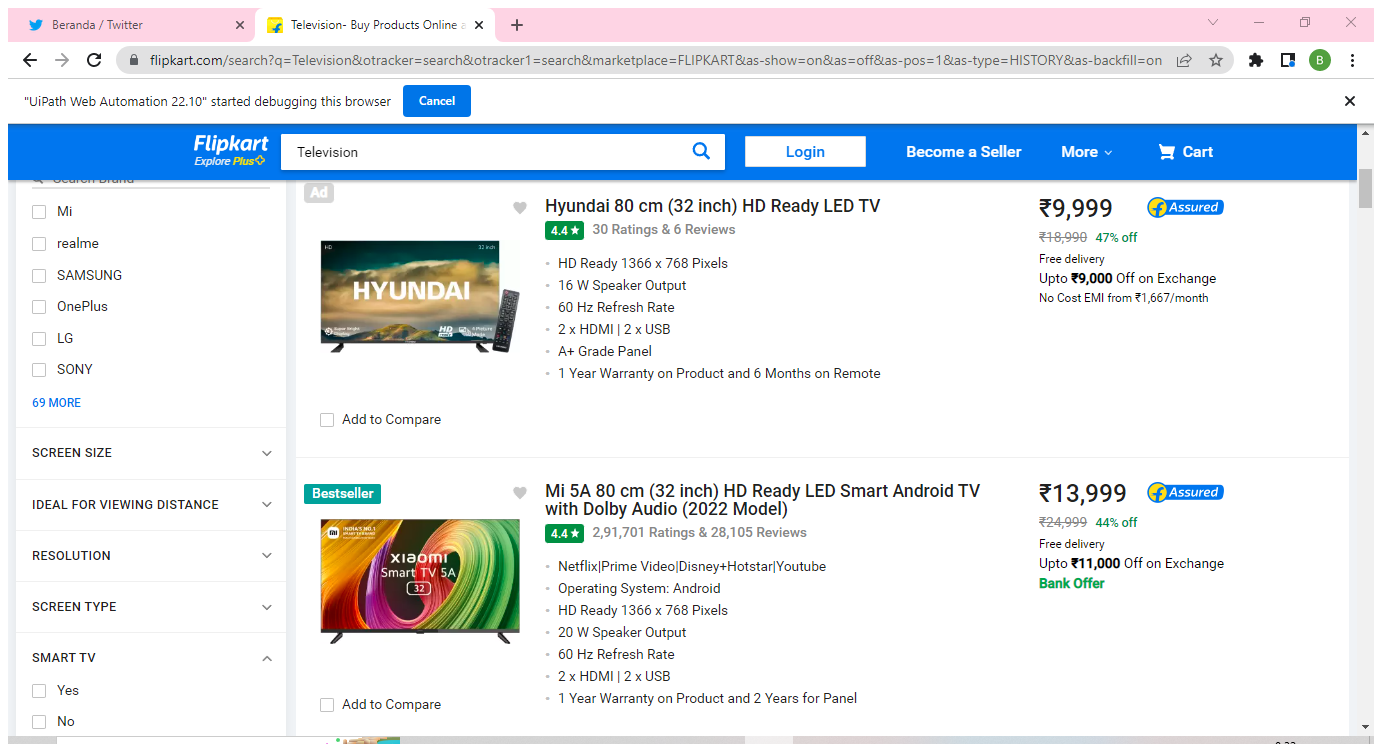 Beranda / Twitter
Television- Buy Products Online a
flipkart.com/search?q=Television&otracker=search&otracker1=search&marketplace=FLIPKART&as-show=on&as=off&as-pos=1&as-type=HISTORY&as-backfill=on
B
"UiPath Web Automation 22.10" started debugging this browser
Cancel
Flipkart
Explore Plus
Television
Login
Become a Seller
More
Cart
Search Brand
Mi
realme
SAMSUNG
OnePlus
LG
SONY
69 MORE
SCREEN SIZE
IDEAL FOR VIEWING DISTANCE
RESOLUTION
SCREEN TYPE
SMART TV
Yes
No
Ad
HD
32 inch
HYUNDAI
Hyundai 80 cm (32 inch) HD Ready LED TV
4.4★
30 Ratings & 6 Reviews
HD Ready 1366 x 768 Pixels
16 W Speaker Output
60 Hz Refresh Rate
2 x HDMI | 2 x USB
A+ Grade Panel
1 Year Warranty on Product and 6 Months on Remote
₹9,999
Assured
₹18,990 47% off
Free delivery
Upto ₹9,000 Off on Exchange
No Cost EMI from ₹1,667/month
Add to Compare
Bestseller
xiaomi
Smart TV 5A
32
Mi 5A 80 cm (32 inch) HD Ready LED Smart Android TV
with Dolby Audio (2022 Model)
4.4★
2,91,701 Ratings & 28,105 Reviews
Netflix|Prime Video|Disney+Hotstar|Youtube
Operating System: Android
HD Ready 1366 x 768 Pixels
20 W Speaker Output
60 Hz Refresh Rate
2 x HDMI | 2 x USB
1 Year Warranty on Product and 2 Years for Panel
₹13,999
Assured
₹24,999 44% off
Free delivery
Upto ₹11,000 Off on Exchange
Bank Offer
Add to Compare